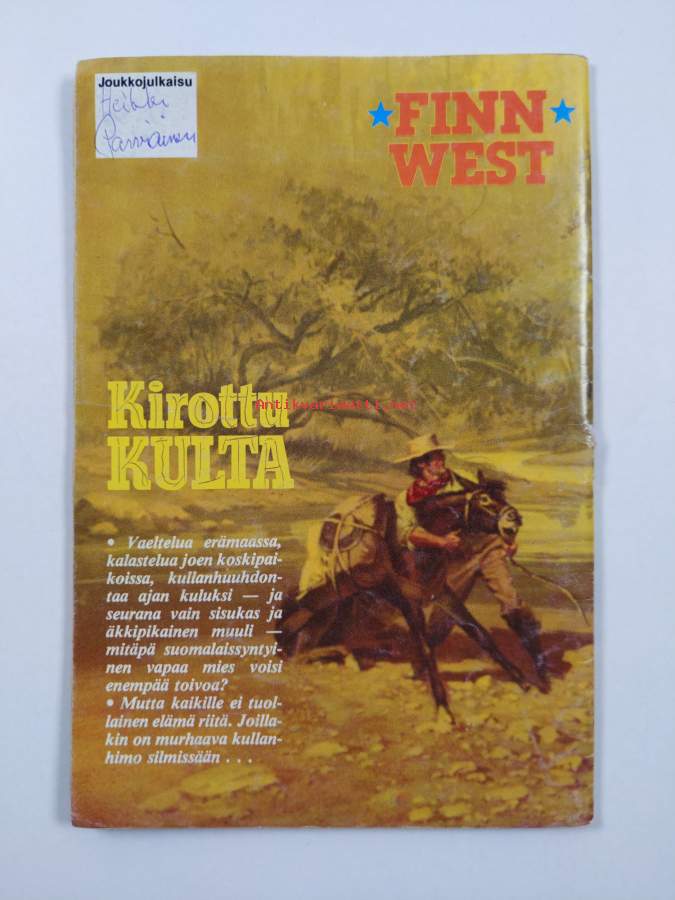 Joukkojulkaisu
Heikki
Parviainen
FINN
WEST
Kirottu
KULTA
Antikvariaatti.net
• Vaeltelua erämaassa,
kalastelua joen koskipai-
koissa, kullanhuuhdon-
taa ajan kuluksi — ja
seurana vain sisukas ja
äkkipikainen muuli —
mitäpä suomalaissyntyi-
nen vapaa mies voisi
enempää toivoa?
• Mutta kaikille ei tuol-
lainen elämä riitä. Joilla-
kin on murhaava kullan-
himo silmissään . . .